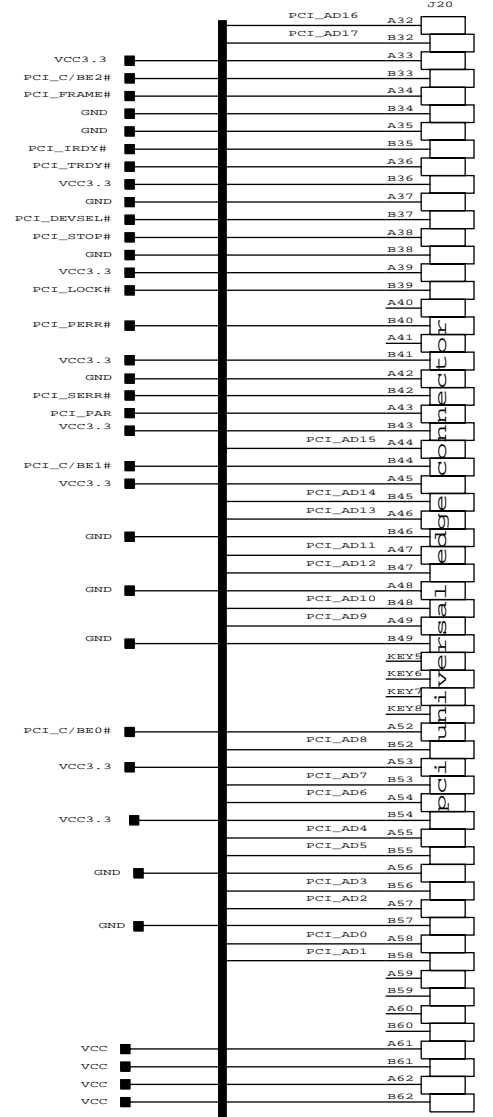 J20
PCI_AD16 A32
PCI_AD17 B32
VCC3.3 A33
PCI_C/BE2# B33
PCI_FRAME# A34
GND B34
GND A35
PCI_IRDY# B35
PCI_TRDY# A36
VCC3.3 B36
GND A37
PCI_DEVSEL# B37
PCI_STOP# A38
GND B38
VCC3.3 A39
PCI_LOCK# B39
A40
PCI_PERR# B40
A41
VCC3.3 B41
GND A42
PCI_SERR# B42
PCI_PAR A43
VCC3.3 B43
PCI_AD15 A44
PCI_C/BE1# B44
VCC3.3 A45
PCI_AD14 B45
PCI_AD13 A46
GND B46
PCI_AD11 A47
PCI_AD12 B47
GND A48
PCI_AD10 B48
PCI_AD9 A49
GND B49
KEY5
KEY6
KEY7
KEY8
PCI_C/BE0# A52
PCI_AD8 B52
VCC3.3 A53
PCI_AD7 B53
PCI_AD6 A54
VCC3.3 B54
PCI_AD4 A55
PCI_AD5 B55
GND A56
PCI_AD3 B56
PCI_AD2 A57
GND B57
PCI_AD0 A58
PCI_AD1 B58
A59
B59
A60
B60
VCC A61
VCC B61
VCC A62
VCC B62
pci universal edge connector